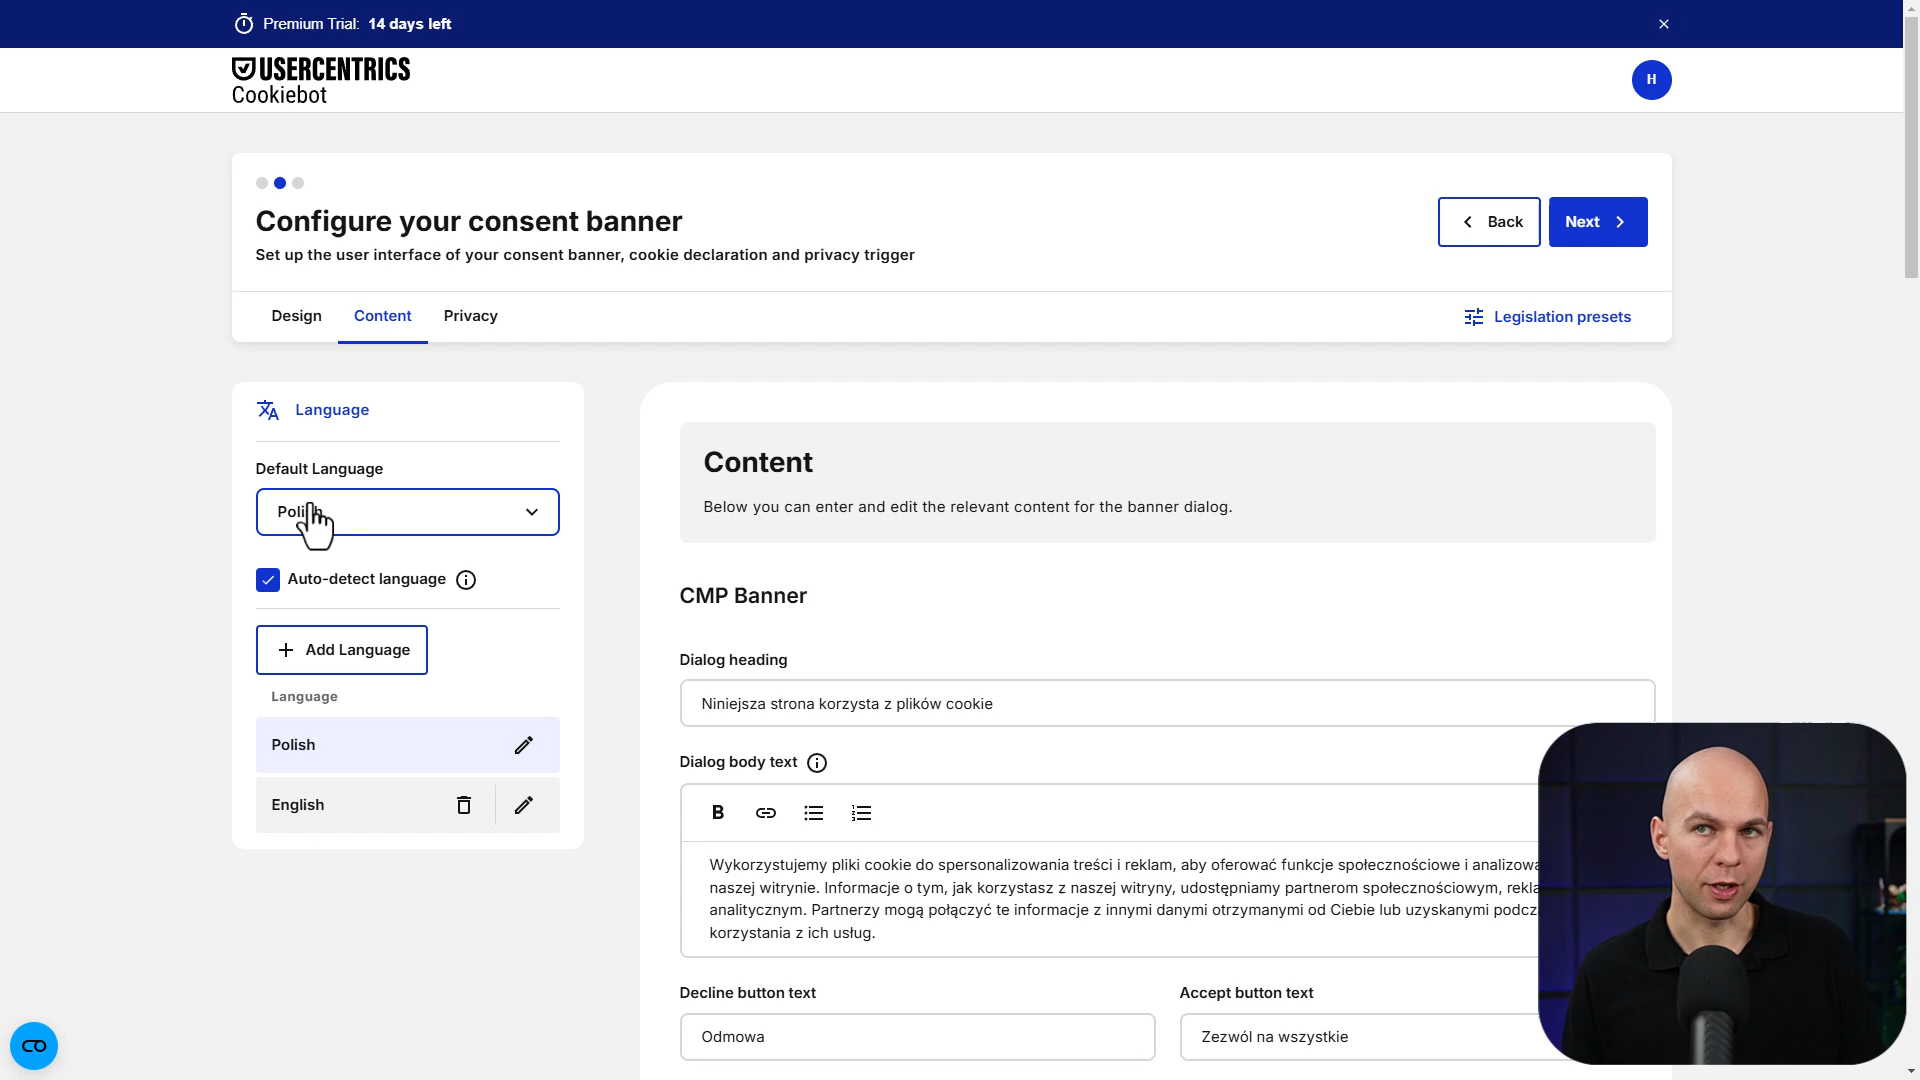 Premium Trial: 14 days left
USERCENTRICS
Cookiebot
H
Configure your consent banner
Set up the user interface of your consent banner, cookie declaration and privacy trigger
Back
Next
Design
Content
Privacy
Legislation presets
Language
Default Language
Polish
Auto-detect language
Add Language
Language
Polish
English
Content
Below you can enter and edit the relevant content for the banner dialog.
CMP Banner
Dialog heading
Niniejsza strona korzysta z plików cookie
Dialog body text
B
Wykorzystujemy pliki cookie do spersonalizowania treści i reklam, aby oferować funkcje społecznościowe i
naszej witrynie. Informacje o tym, jak korzystasz z naszej witryny, udostępniamy partnerom społecznościowym,
analitycznym. Partnerzy mogą połączyć te informacje z innymi danymi otrzymanymi od Ciebie lub uzyskanymi
korzystania z ich usług.
Decline button text
Accept button text
Odmowa
Zezwól na wszystkie